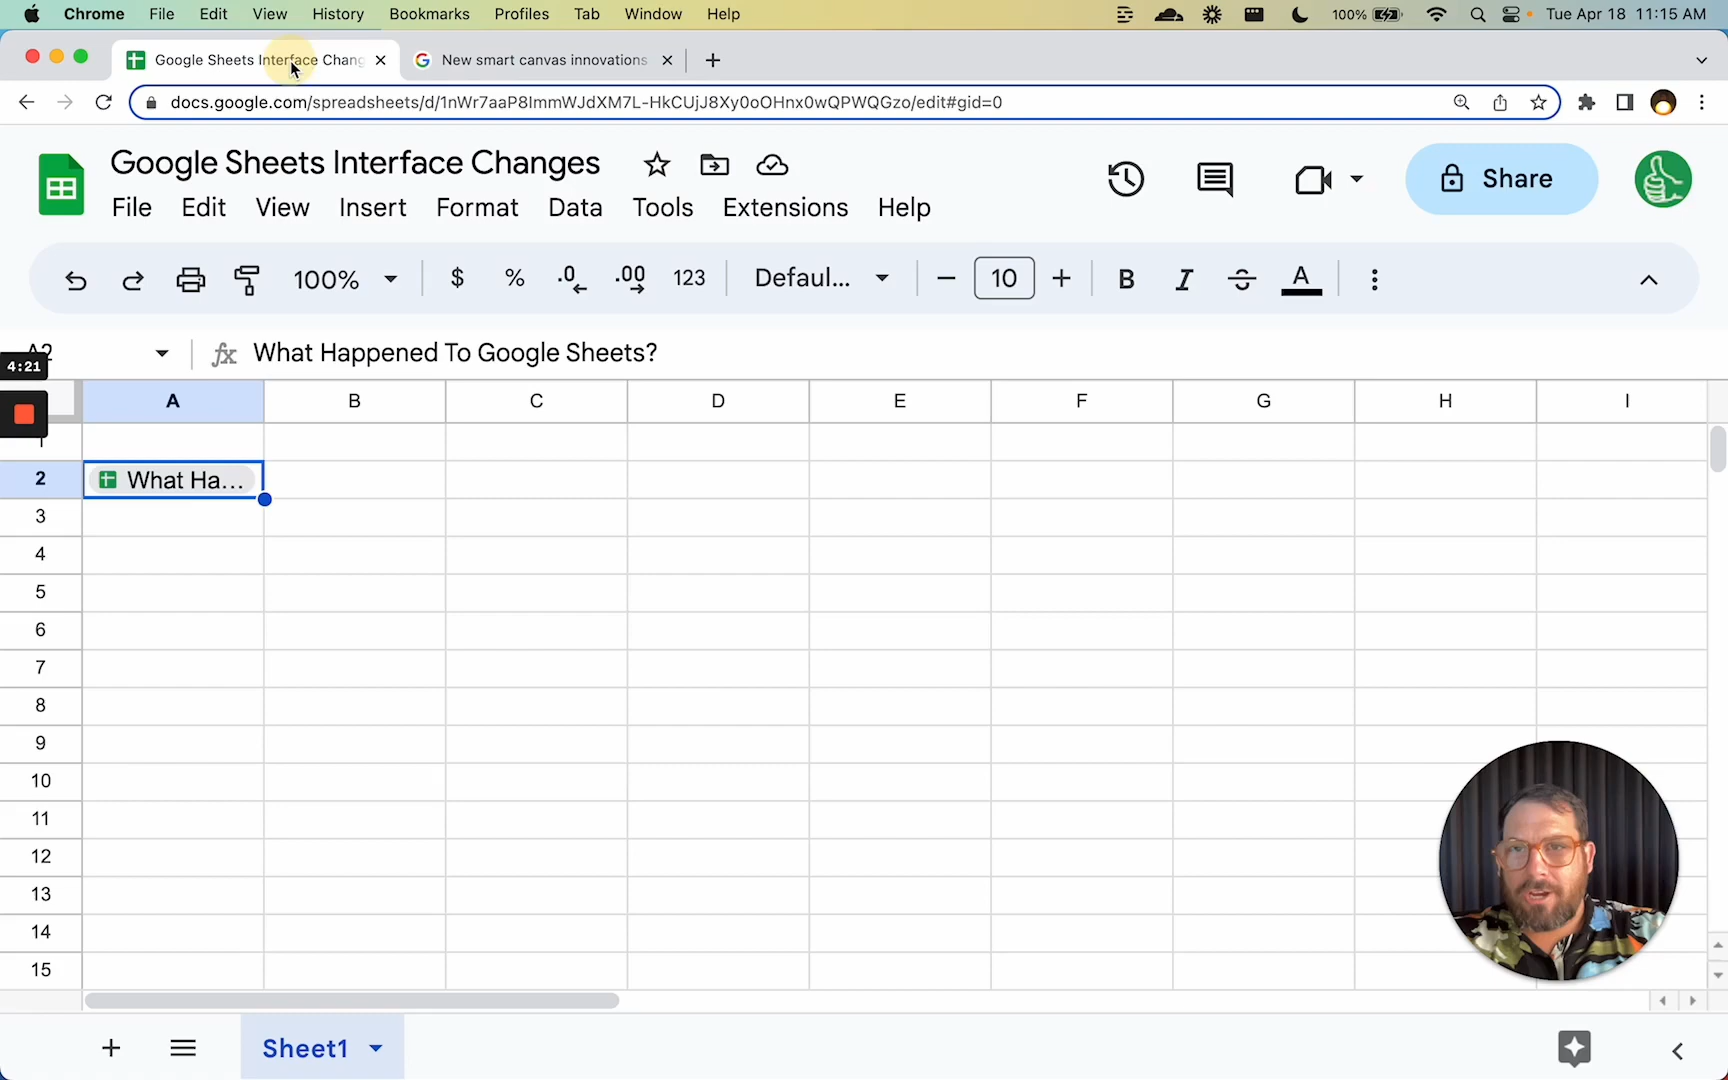 Chrome File Edit View History Bookmarks Profiles Tab Window Help 100% Tue Apr 18 11:15 AM
Google Sheets Interface Chang New smart canvas innovations
docs.google.com/spreadsheets/d/1nWr7aaP8ImmWJdXM7L-HkCUjJ8Xy0oOHnx0wQPWQGzo/edit#gid=0
Google Sheets Interface Changes
File Edit View Insert Format Data Tools Extensions Help
Share
100% $ % .0 .00 123 Defaul... 10 B I A
A2 fx What Happened To Google Sheets?
4:21
A B C D E F G H I
1
2 What Ha...
3
4
5
6
7
8
9
10
11
12
13
14
15
Sheet1